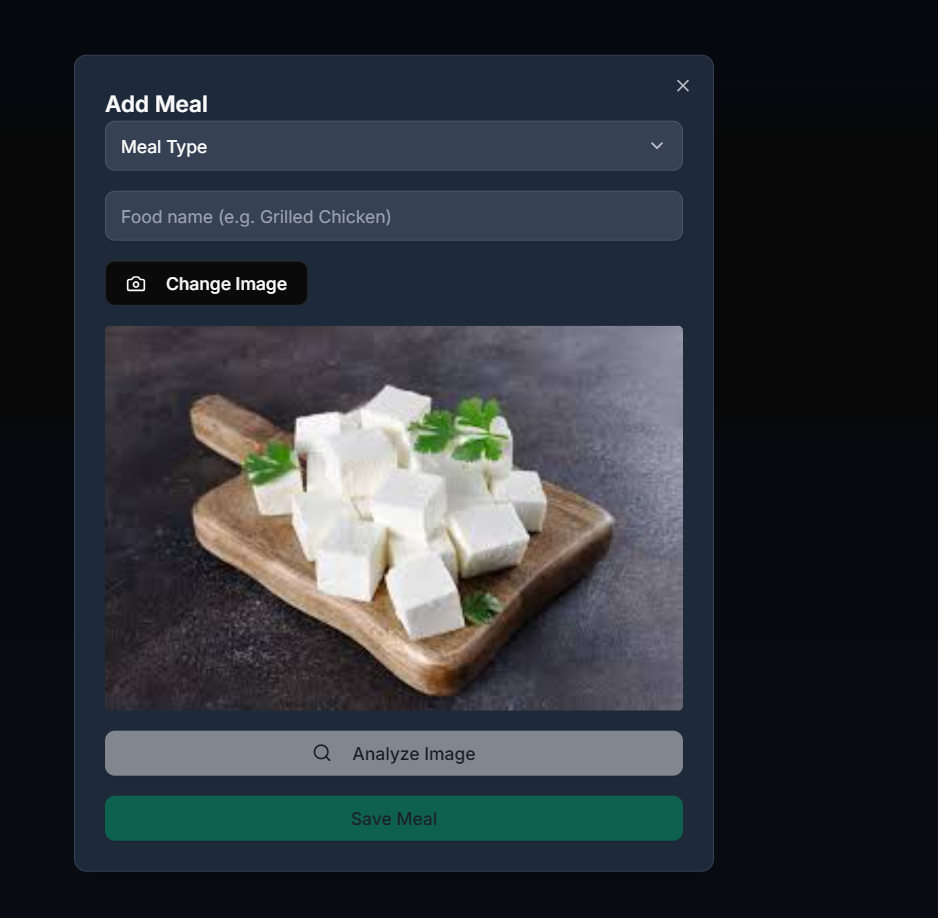 Add Meal
Meal Type
Food name (e.g. Grilled Chicken)
Change Image
Analyze Image
Save Meal